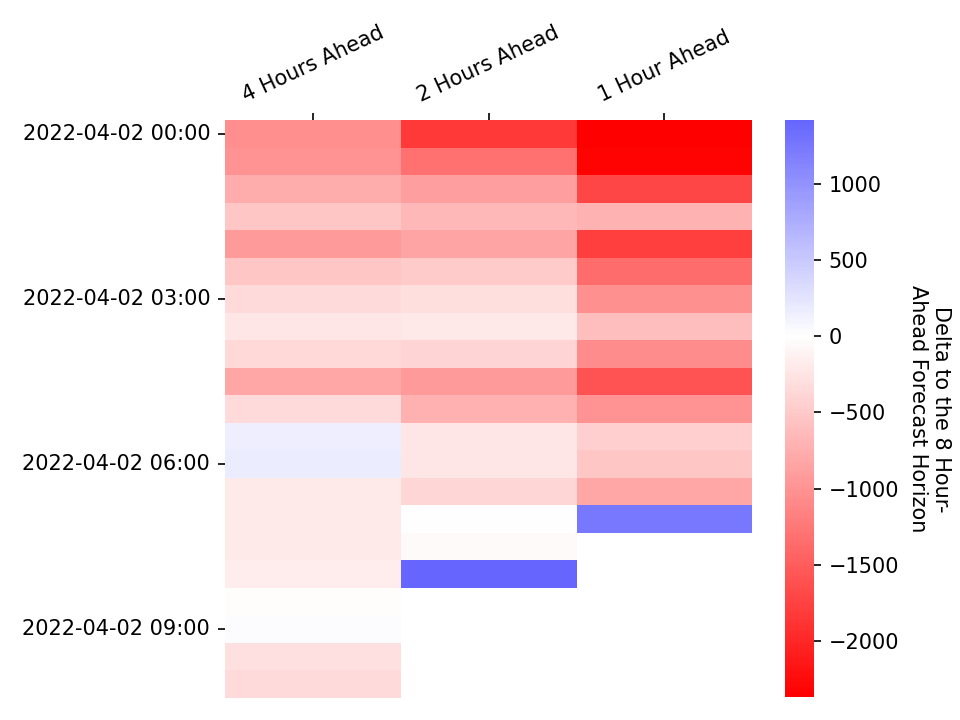 4 Hours Ahead
2 Hours Ahead
1 Hour Ahead
2022-04-02 00:00
2022-04-02 03:00
2022-04-02 06:00
2022-04-02 09:00
1000
500
0
−500
−1000
−1500
−2000
Delta to the 8 Hour-
Ahead Forecast Horizon